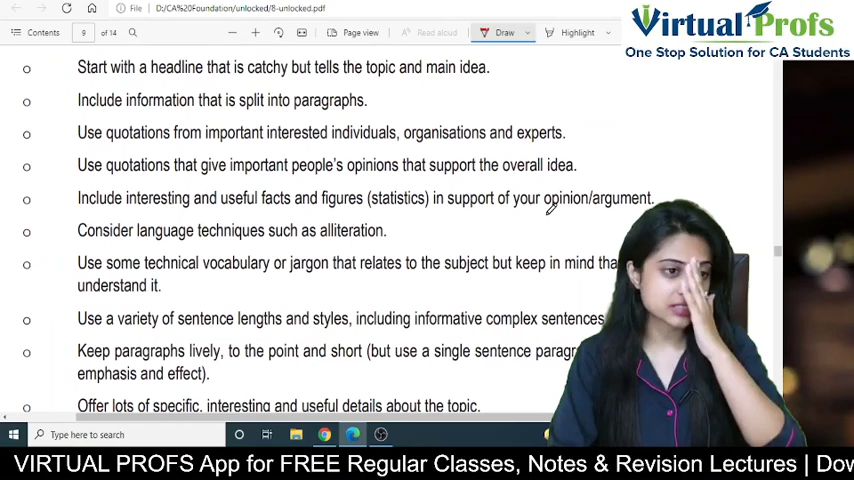 File
D:/CA%20Foundation/unlocked/8-unlocked.pdf
Contents 9 of 14 Page view Read aloud Draw Highlight
Virtual Profs
One Stop Solution for CA Students
Start with a headline that is catchy but tells the topic and main idea.
Include information that is split into paragraphs.
Use quotations from important interested individuals, organisations and experts.
Use quotations that give important people's opinions that support the overall idea.
Include interesting and useful facts and figures (statistics) in support of your opinion/argument.
Consider language techniques such as alliteration.
Use some technical vocabulary or jargon that relates to the subject but keep in mind
understand it.
Use a variety of sentence lengths and styles, including informative complex sentences
Keep paragraphs lively, to the point and short (but use a single sentence
emphasis and effect).
Offer lots of specific, interesting and useful details about the topic.
Type here to search
VIRTUAL PROFS App for FREE Regular Classes, Notes & Revision Lectures |